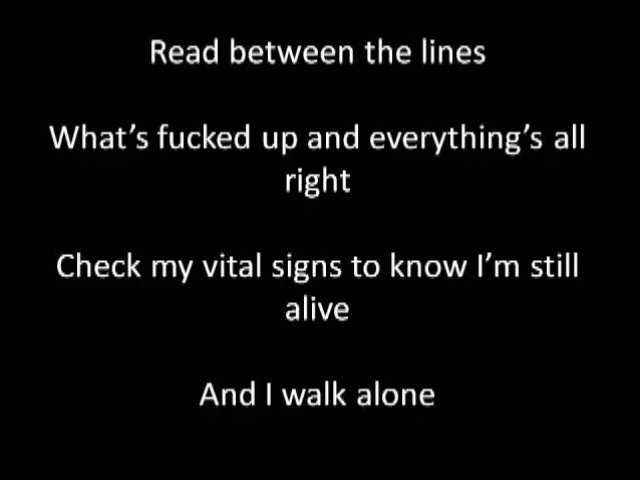 Read between the lines
What's fucked up and everything's all
right
Check my vital signs to know I'm still
alive
And I walk alone